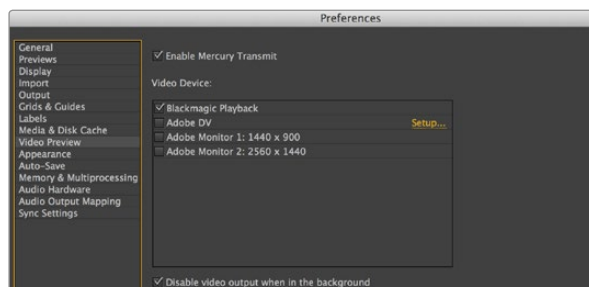 Preferences
General
Previews
Display
Import
Output
Grids & Guides
Labels
Media & Disk Cache
Video Preview
Appearance
Auto-Save
Memory & Multiprocessing
Audio Hardware
Audio Output Mapping
Sync Settings
Enable Mercury Transmit
Video Device:
Blackmagic Playback
Adobe DV Setup...
Adobe Monitor 1: 1440 x 900
Adobe Monitor 2: 2560 x 1440
Disable video output when in the background